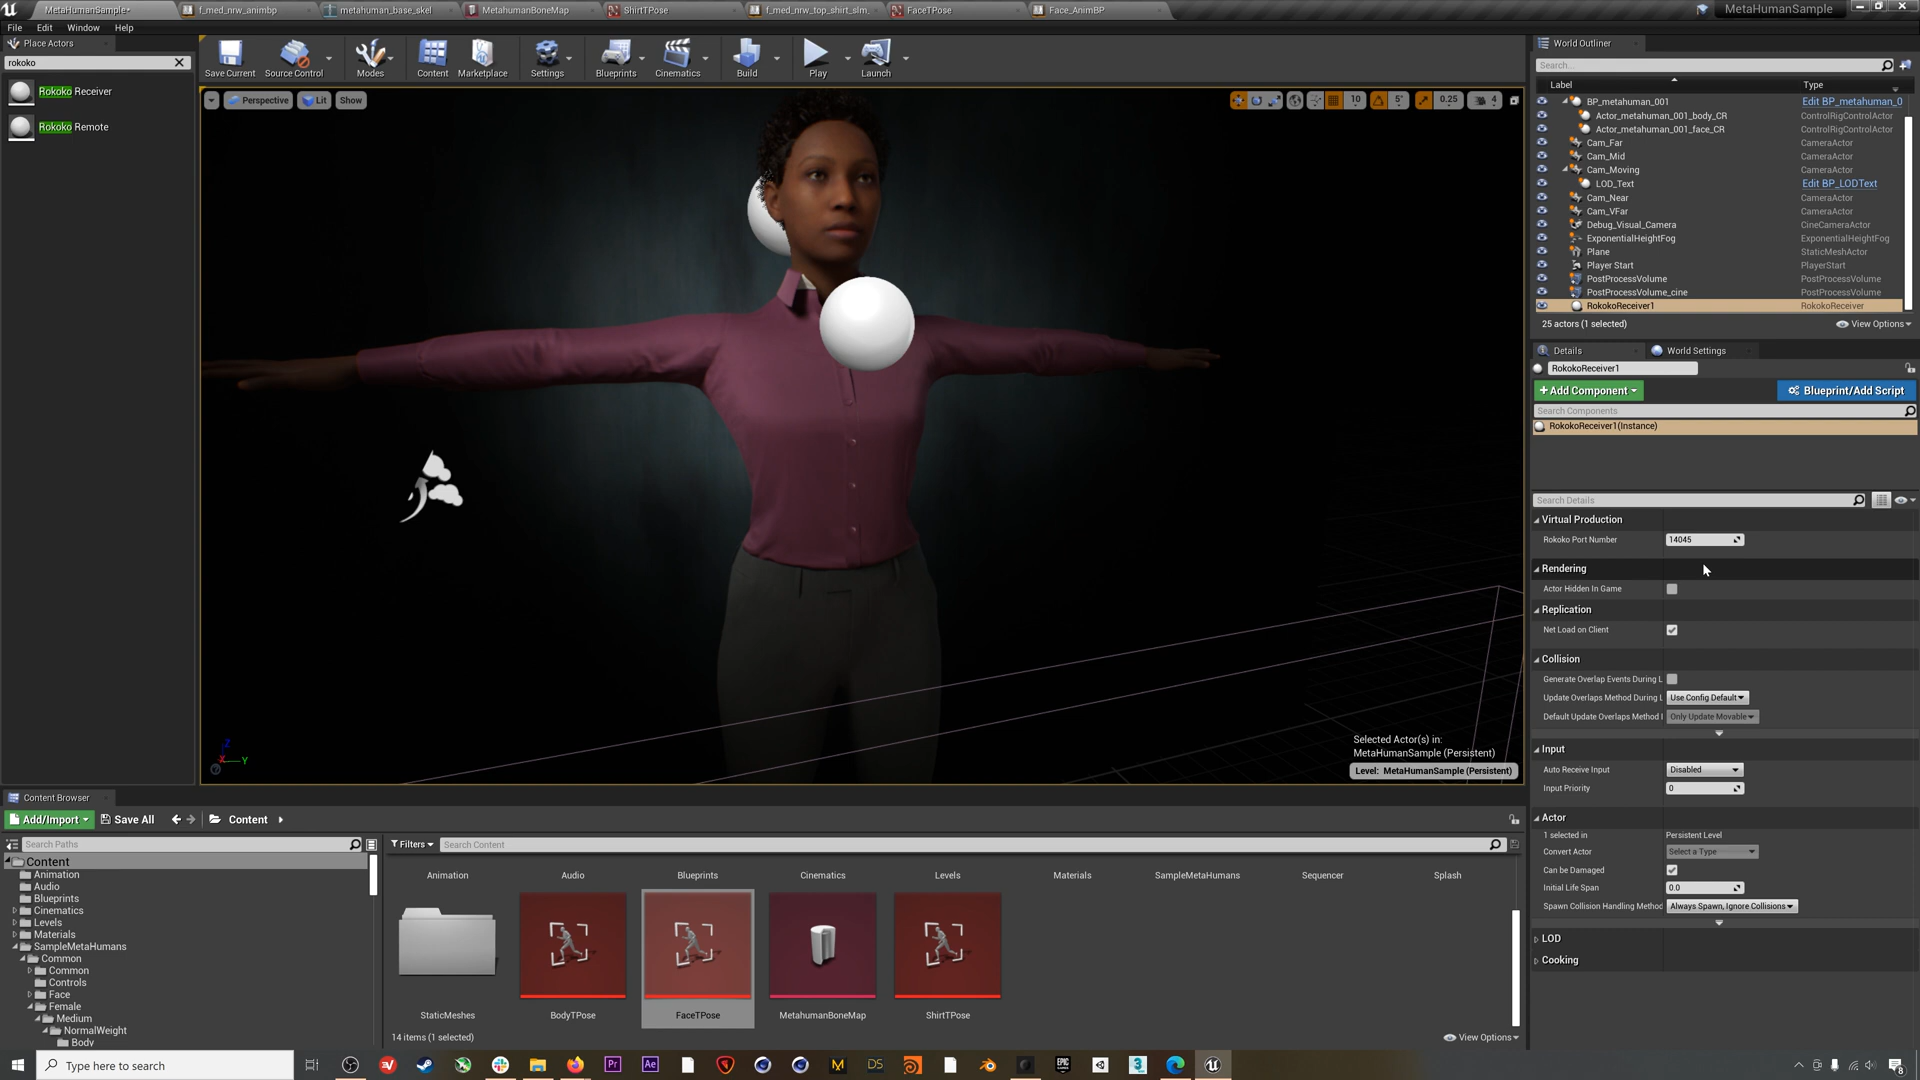 MetaHumanSample*
f_med_nrw_animbp
metahuman_base_skel
MetahumanBoneMap
ShirtTPose
f_med_nrw_top_shirt_slm.
FaceTPose
Face_AnimBP
MetaHumanSample
File Edit Window Help
Place Actors
rokoko
Rokoko Receiver
Rokoko Remote
Save Current
Source Control
Modes
Content
Marketplace
Settings
Blueprints
Cinematics
Build
Play
Launch
Perspective
Lit
Show
10
5°
0.25
4
Selected Actor(s) in:
MetaHumanSample (Persistent)
Level: MetaHumanSample (Persistent)
World Outliner
Search...
Label Type
BP_metahuman_001 Edit BP_metahuman_0
Actor_metahuman_001_body_CR ControlRigControlActor
Actor_metahuman_001_face_CR ControlRigControlActor
Cam_Far CameraActor
Cam_Mid CameraActor
Cam_Moving CameraActor
LOD_Text Edit BP_LODText
Cam_Near CameraActor
Cam_VFar CameraActor
Debug_Visual_Camera CineCameraActor
ExponentialHeightFog ExponentialHeightFog
Plane StaticMeshActor
Player Start PlayerStart
PostProcessVolume PostProcessVolume
PostProcessVolume_cine PostProcessVolume
RokokoReceiver1 RokokoReceiver
25 actors (1 selected)
View Options
Details
World Settings
RokokoReceiver1
+Add Component
Blueprint/Add Script
Search Components
RokokoReceiver1(Instance)
Search Details
Virtual Production
Rokoko Port Number 14045
Rendering
Actor Hidden In Game
Replication
Net Load on Client
Collision
Generate Overlap Events During L
Update Overlaps Method During L Use Config Default
Default Update Overlaps Method Only Update Movable
Input
Auto Receive Input Disabled
Input Priority 0
Actor
1 selected in Persistent Level
Convert Actor Select a Type
Can be Damaged
Initial Life Span 0.0
Spawn Collision Handling Method Always Spawn, Ignore Collisions
LOD
Cooking
Content Browser
Add/Import
Save All
Content
Search Paths
Content
Animation
Audio
Blueprints
Cinematics
Levels
Materials
SampleMetaHumans
Common
Common
Controls
Face
Female
Medium
NormalWeight
Body
Filters
Search Content
Animation Audio Blueprints Cinematics Levels Materials SampleMetaHumans Sequencer Splash
StaticMeshes
BodyTPose
FaceTPose
MetahumanBoneMap
ShirtTPose
14 items (1 selected)
View Options
Type here to search
Pr
Ae
M
DS
EPIC GAMES
3
8